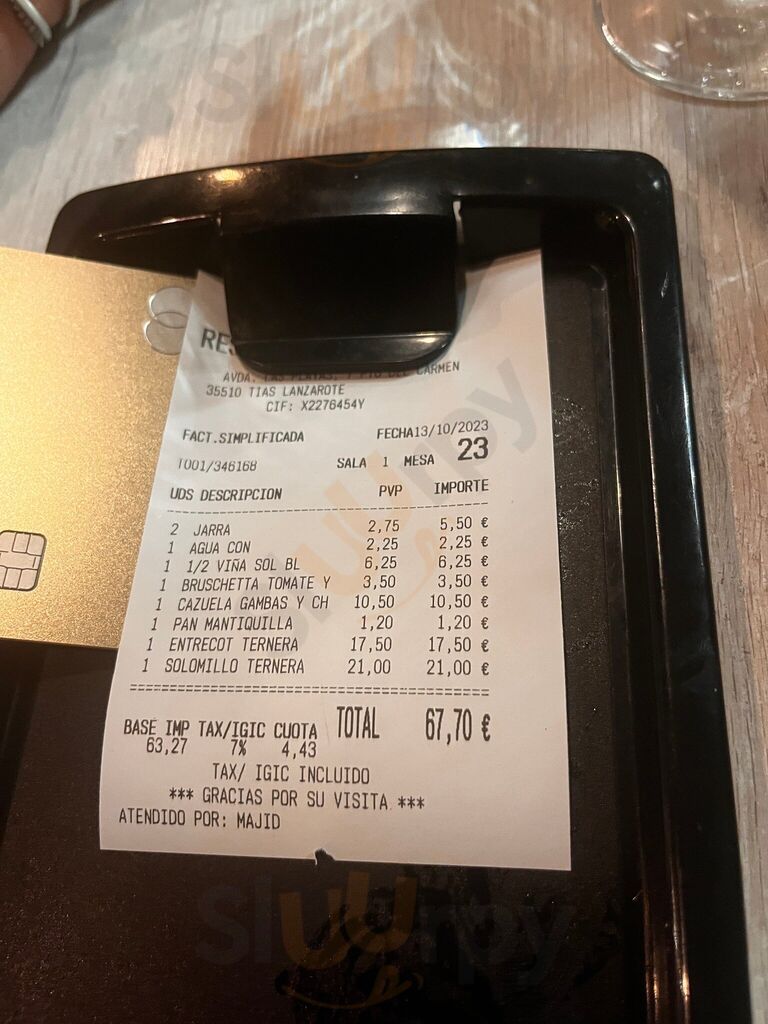 AVDA. LAS PLAYAS, PTO DEL CARMEN
35510 TIAS LANZAROTE
CIF: X2276454Y
FACT.SIMPLIFICADA FECHA13/10/2023
T001/346168 SALA 1 MESA 23
UDS DESCRIPCION PVP IMPORTE
2 JARRA 2,75 5,50 €
1 AGUA CON 2,25 2,25 €
1 1/2 VIÑA SOL BL 6,25 6,25 €
1 BRUSCHETTA TOMATE Y 3,50 3,50 €
1 CAZUELA GAMBAS Y CH 10,50 10,50 €
1 PAN MANTIQUILLA 1,20 1,20 €
1 ENTRECOT TERNERA 17,50 17,50 €
1 SOLOMILLO TERNERA 21,00 21,00 €
BASE IMP TAX/IGIC CUOTA TOTAL 67,70 €
63,27 7% 4,43
TAX/ IGIC INCLUIDO
*** GRACIAS POR SU VISITA ***
ATENDIDO POR: MAJID
Sluurpy